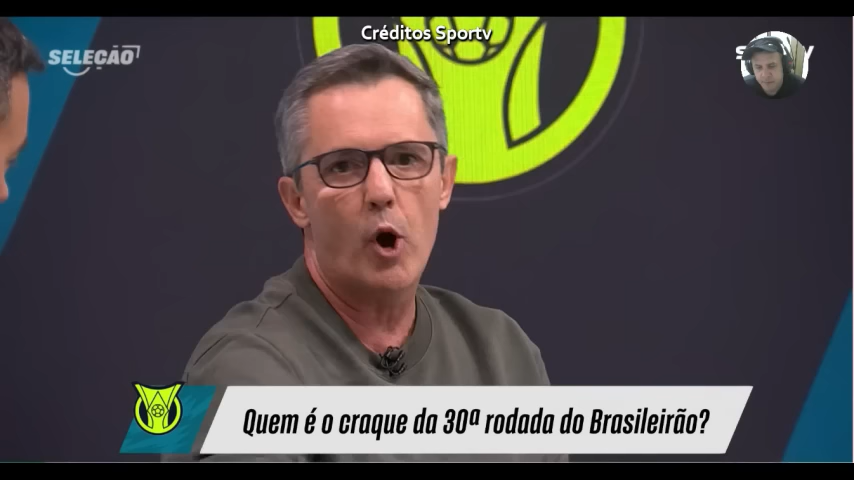 Créditos Sportv
SELEÇÃO
Quem é o craque da 30ª rodada do Brasileirão?